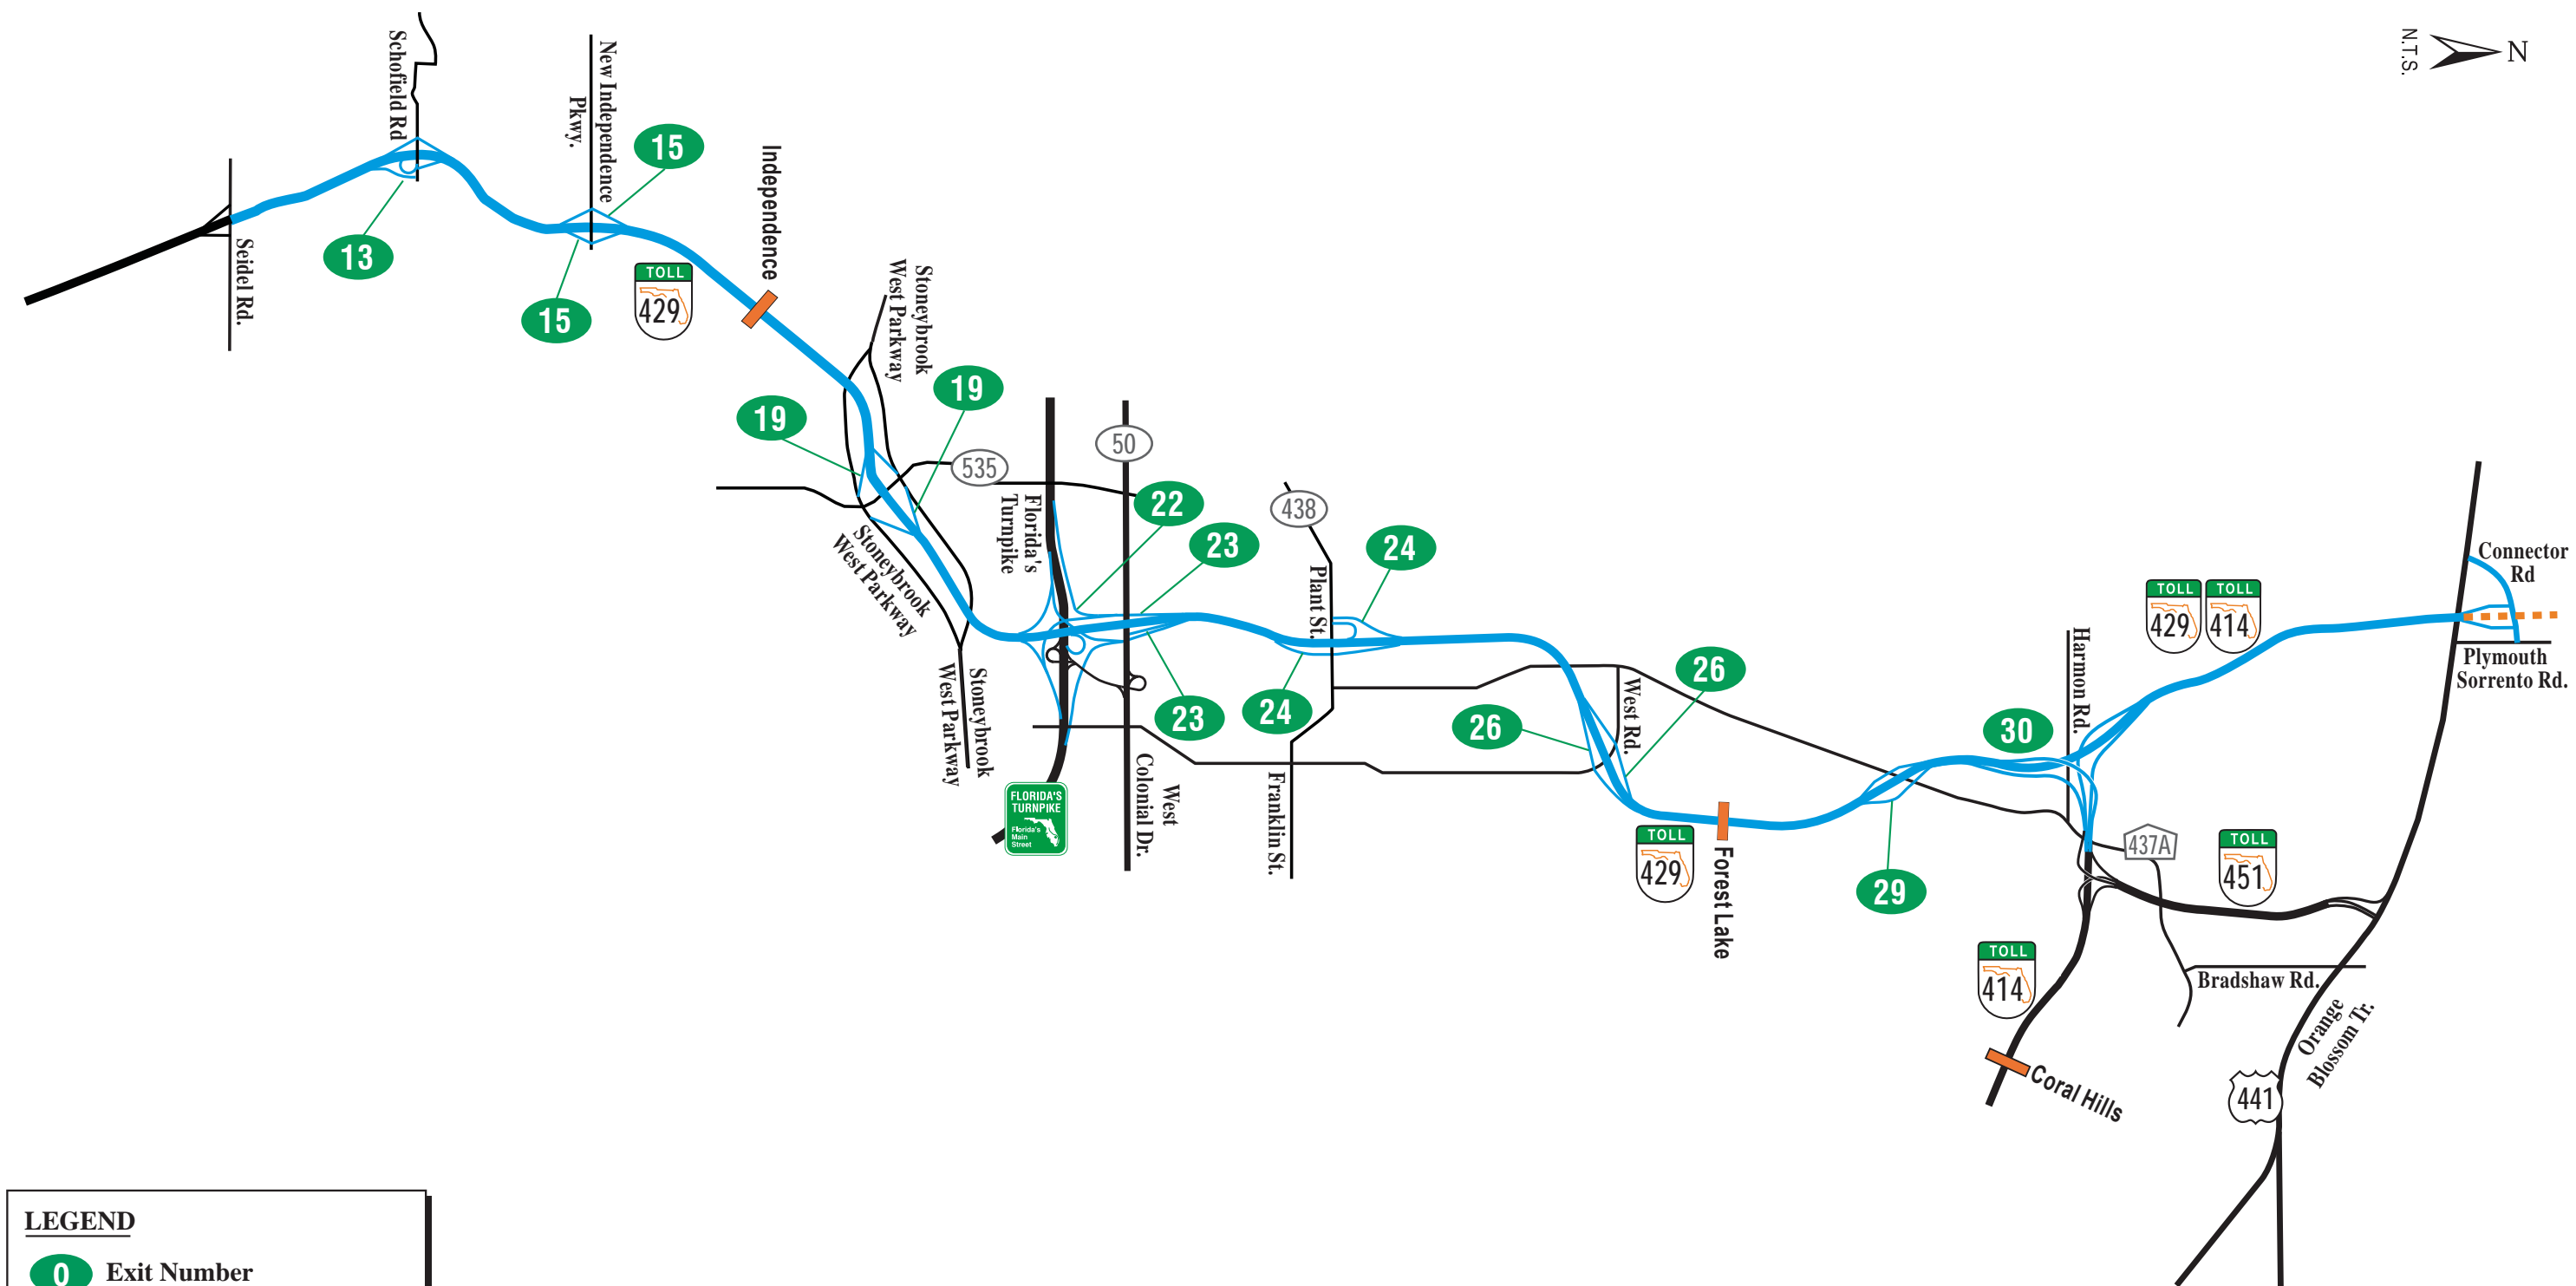 N
N.T.S.
Schofield Rd
New Independence
Pkwy.
15
Independence
13
Seidel Rd.
15
TOLL
429
Stoneybrook
West Parkway
19
19
535
50
Florida's
Turnpike
22
23
438
24
Plant St.
Stoneybrook
West Parkway
Stoneybrook
West Parkway
23
24
26
26
West Rd.
FLORIDA'S
TURNPIKE
Florida's
Main
Street
West
Colonial Dr.
Franklin St.
TOLL
429
Forest Lake
29
30
Harmon Rd.
TOLL
429
TOLL
414
Connector
Rd
Plymouth
Sorrento Rd.
437A
TOLL
451
TOLL
414
Bradshaw Rd.
Orange
Blossom Tr.
Coral Hills
441
LEGEND
0 Exit Number